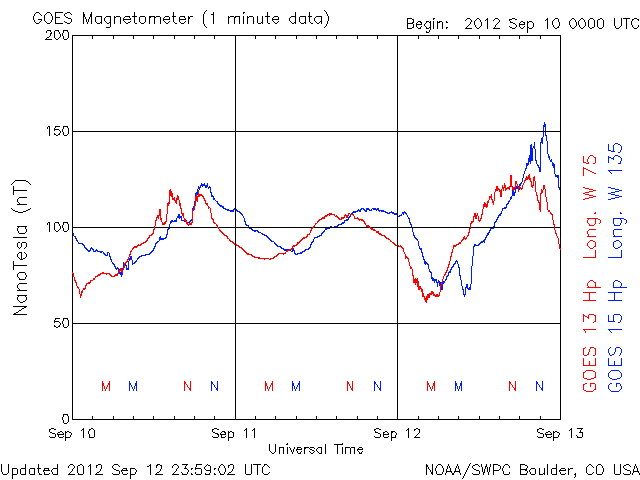 GOES Magnetometer (1 minute data)
Begin: 2012 Sep 10 0000 UTC
200
150
100
50
0
NanoTesla (nT)
M M N N M M N N M M N N
Sep 10 Sep 11 Sep 12 Sep 13
Universal Time
GOES 13 Hp Long. W 75
GOES 15 Hp Long. W 135
Updated 2012 Sep 12 23:59:02 UTC
NOAA/SWPC Boulder, CO USA